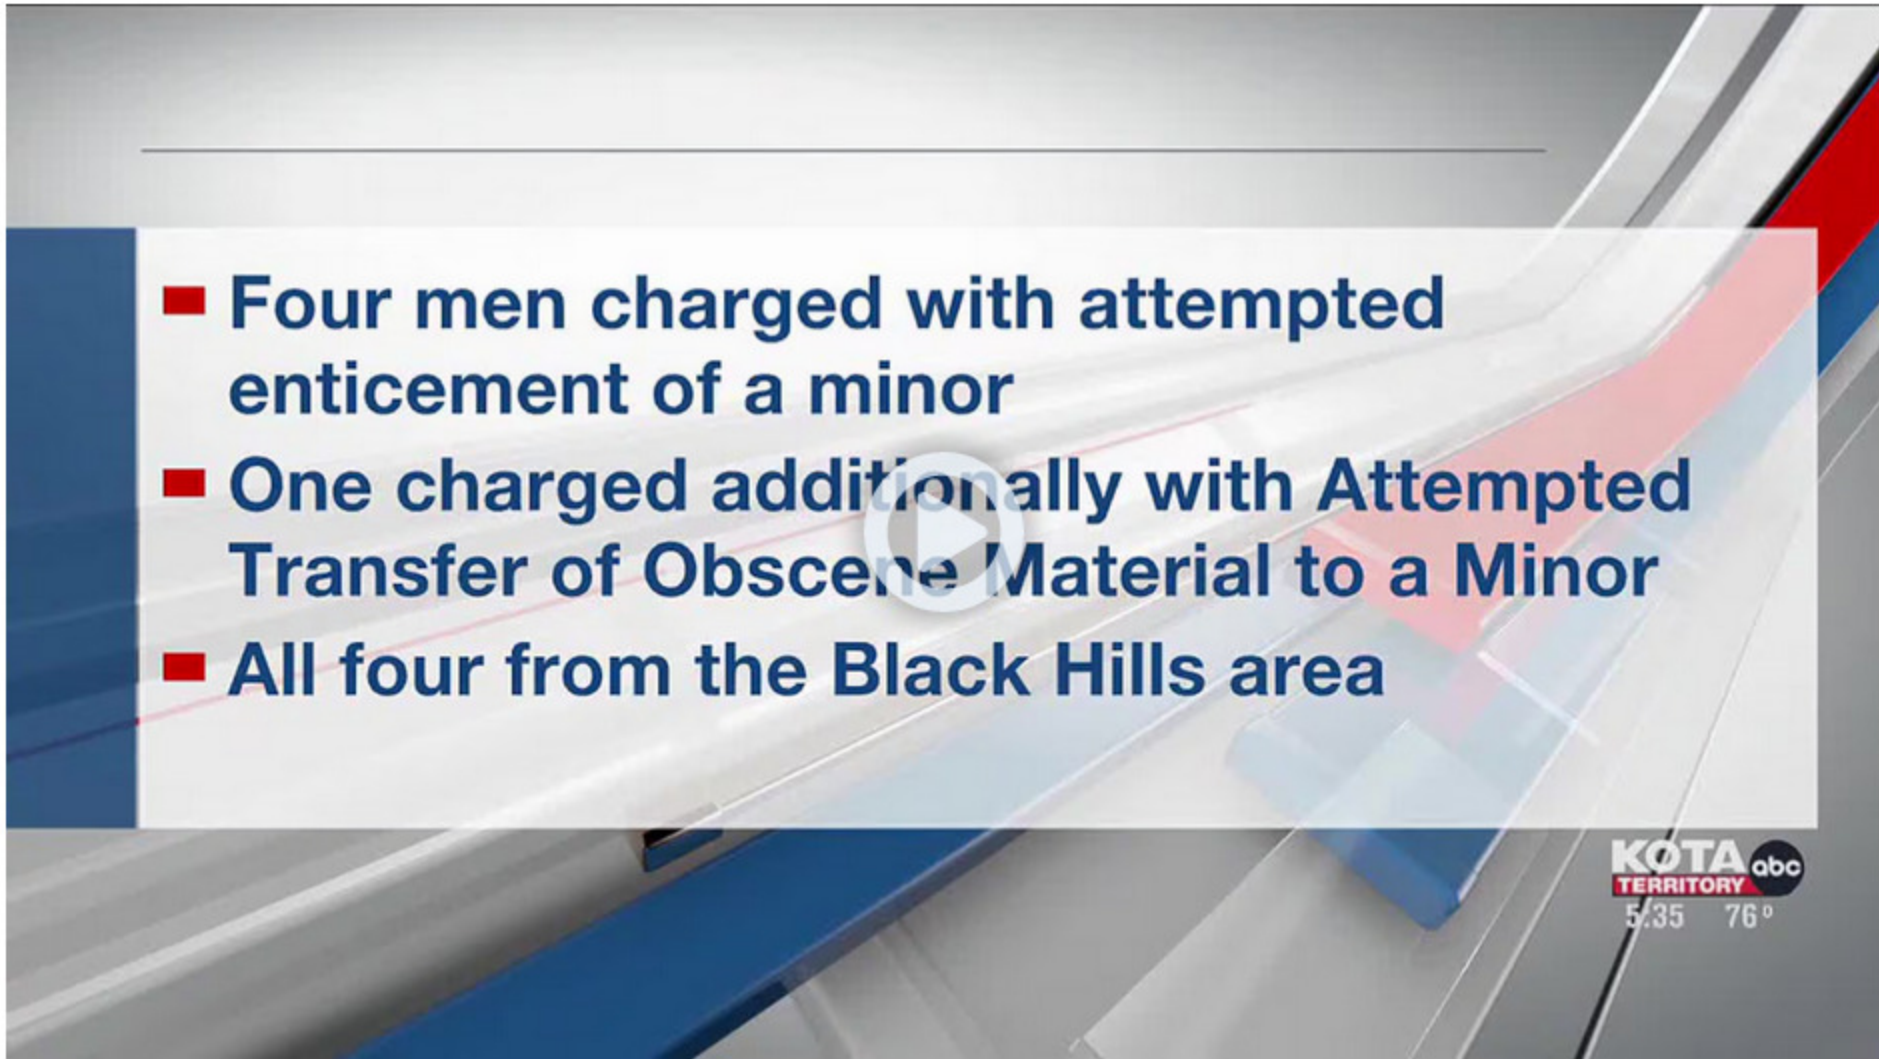 Four men charged with attempted
enticement of a minor
One charged additionally with Attempted
Transfer of Obscene Material to a Minor
All four from the Black Hills area
KOTA abc
TERRITORY
5:35 76°